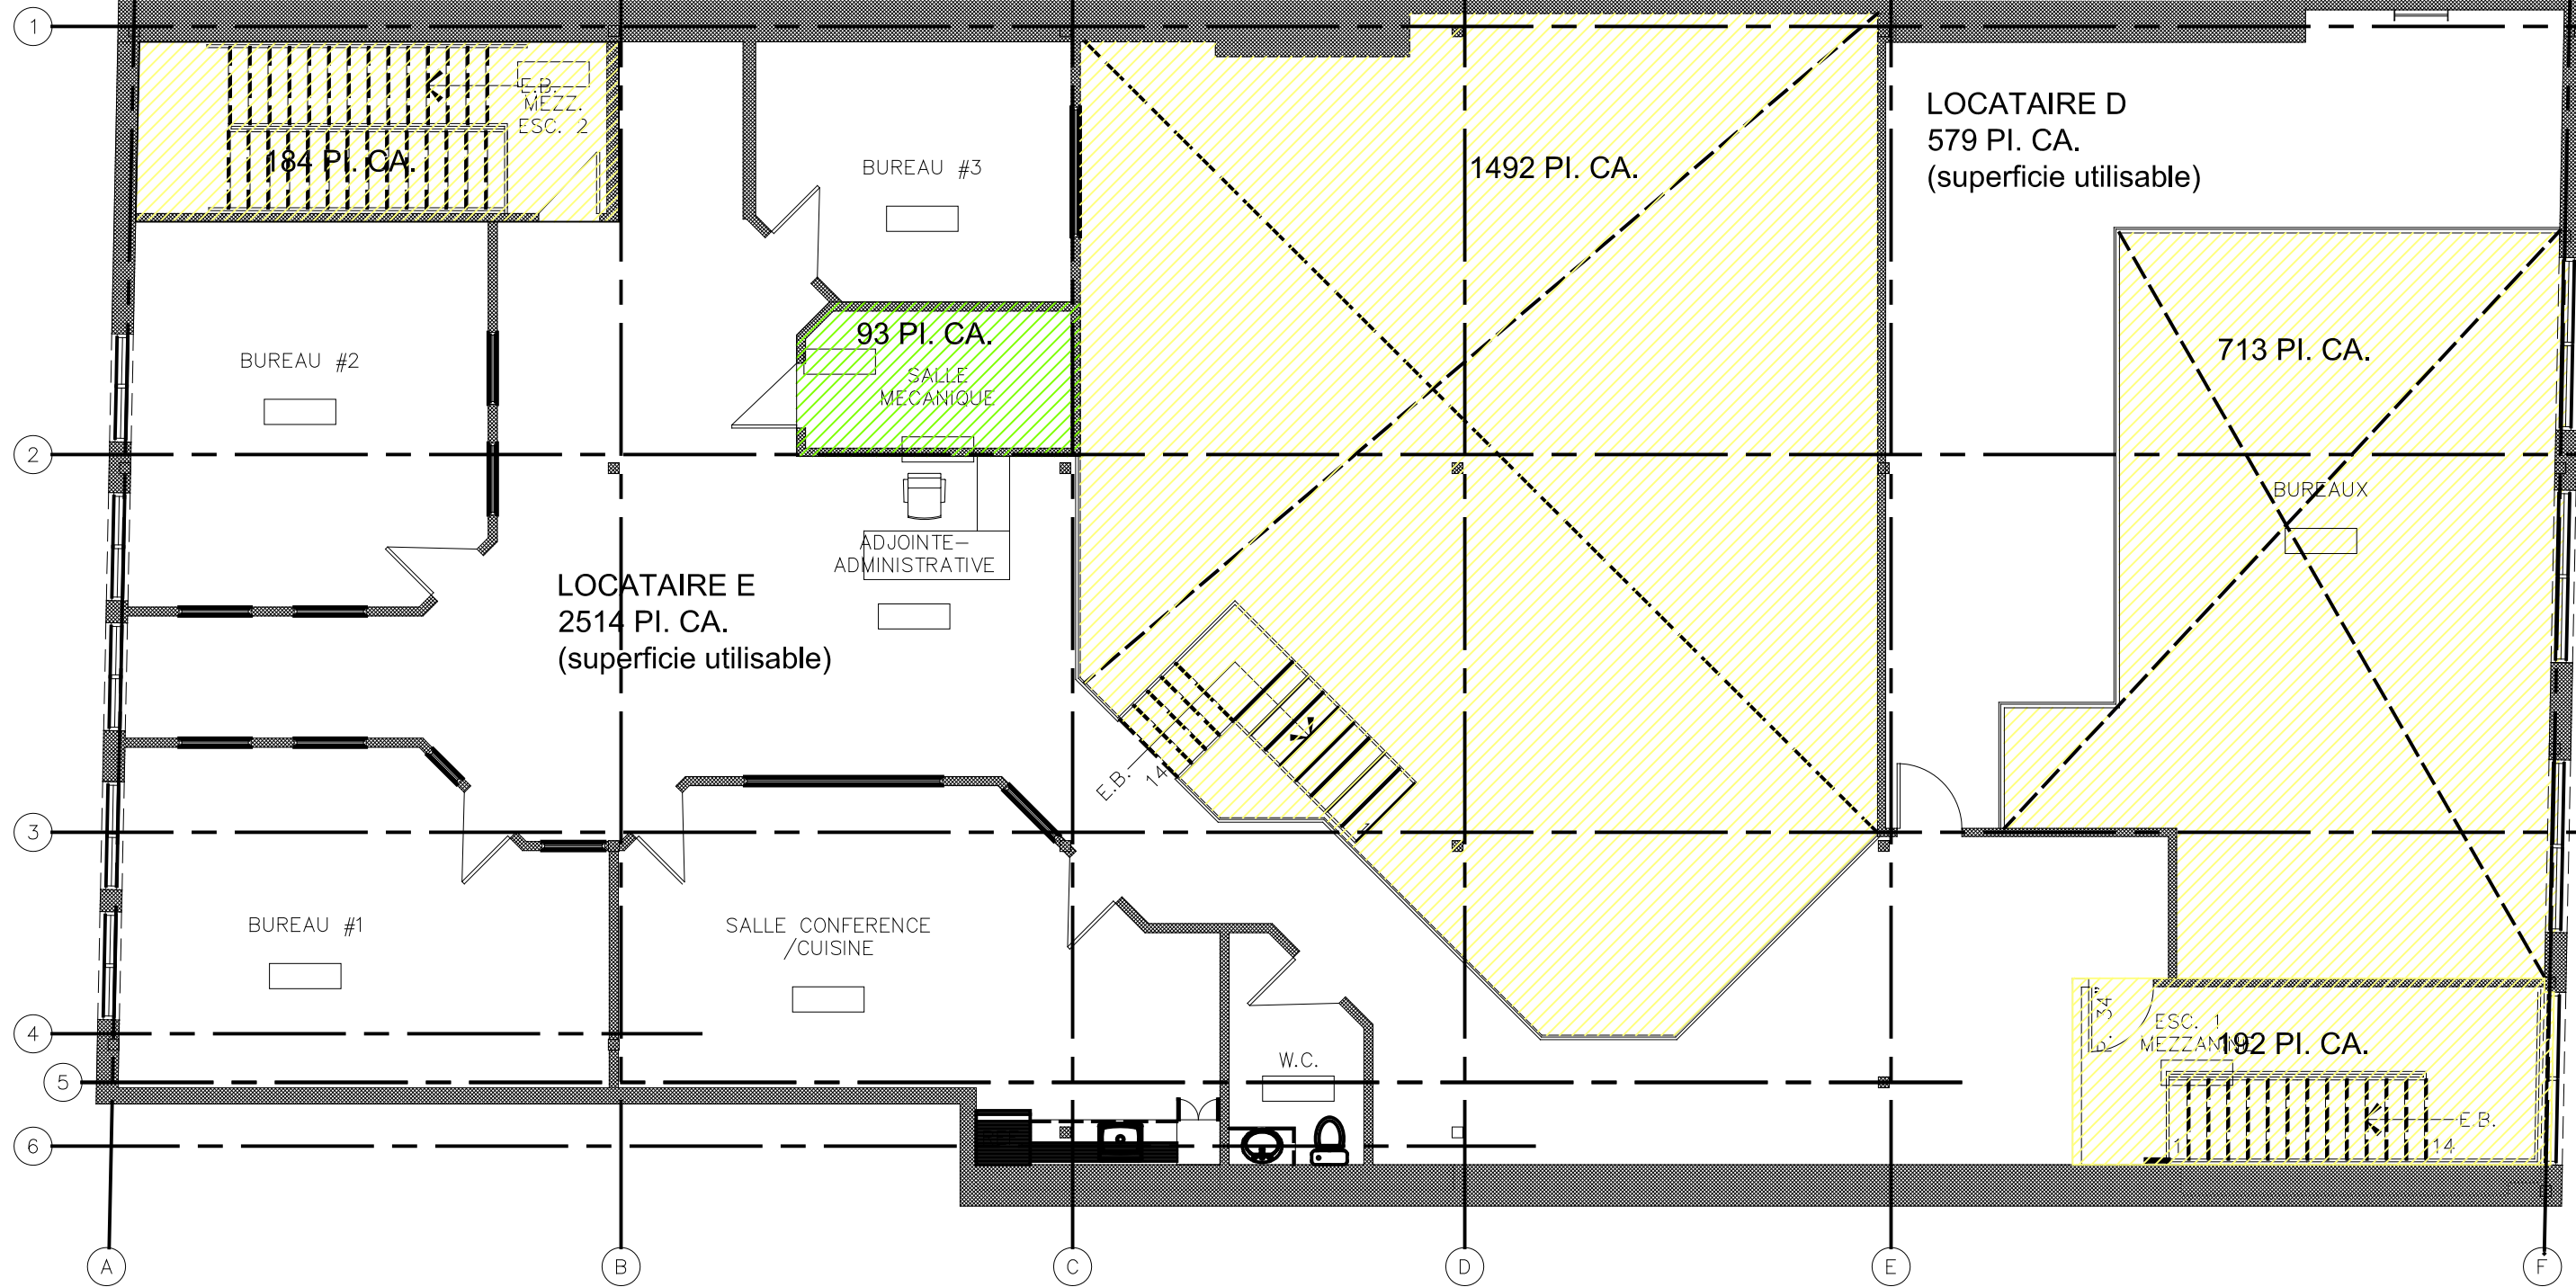 1
E.B.
MEZZ.
ESC. 2
184 PI. CA.
BUREAU #3
1492 PI. CA.
LOCATAIRE D
579 PI. CA.
(superficie utilisable)
93 PI. CA.
SALLE
MECANIQUE
BUREAU #2
713 PI. CA.
2
BUREAUX
ADJOINTE-
ADMINISTRATIVE
LOCATAIRE E
2514 PI. CA.
(superficie utilisable)
E.B.
14
1
3
BUREAU #1
SALLE CONFERENCE
/CUISINE
4
34"
ESC. 1
MEZZANINE
192 PI. CA.
W.C.
5
E.B.
1
14
6
A
B
C
D
E
F